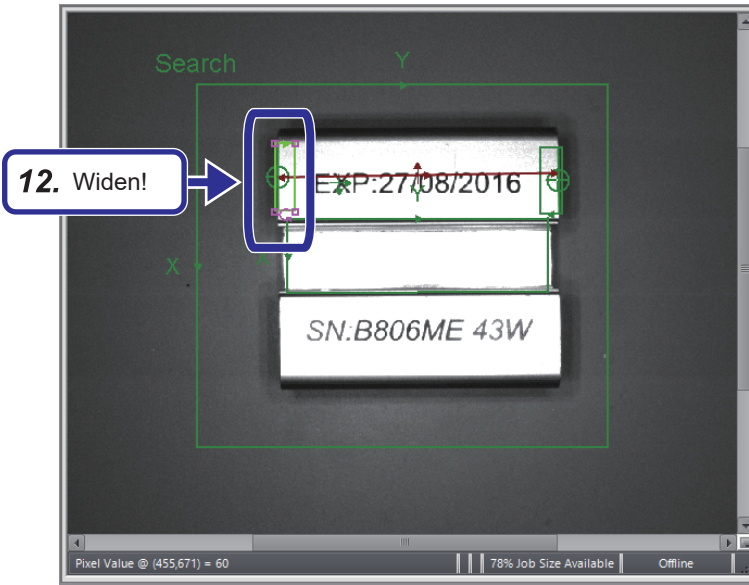 Search
Y
12. Widen!
EXP:27/08/2016
Y
X
X
SN:B806ME 43W
Pixel Value @ (455,671) = 60
78% Job Size Available
Offline